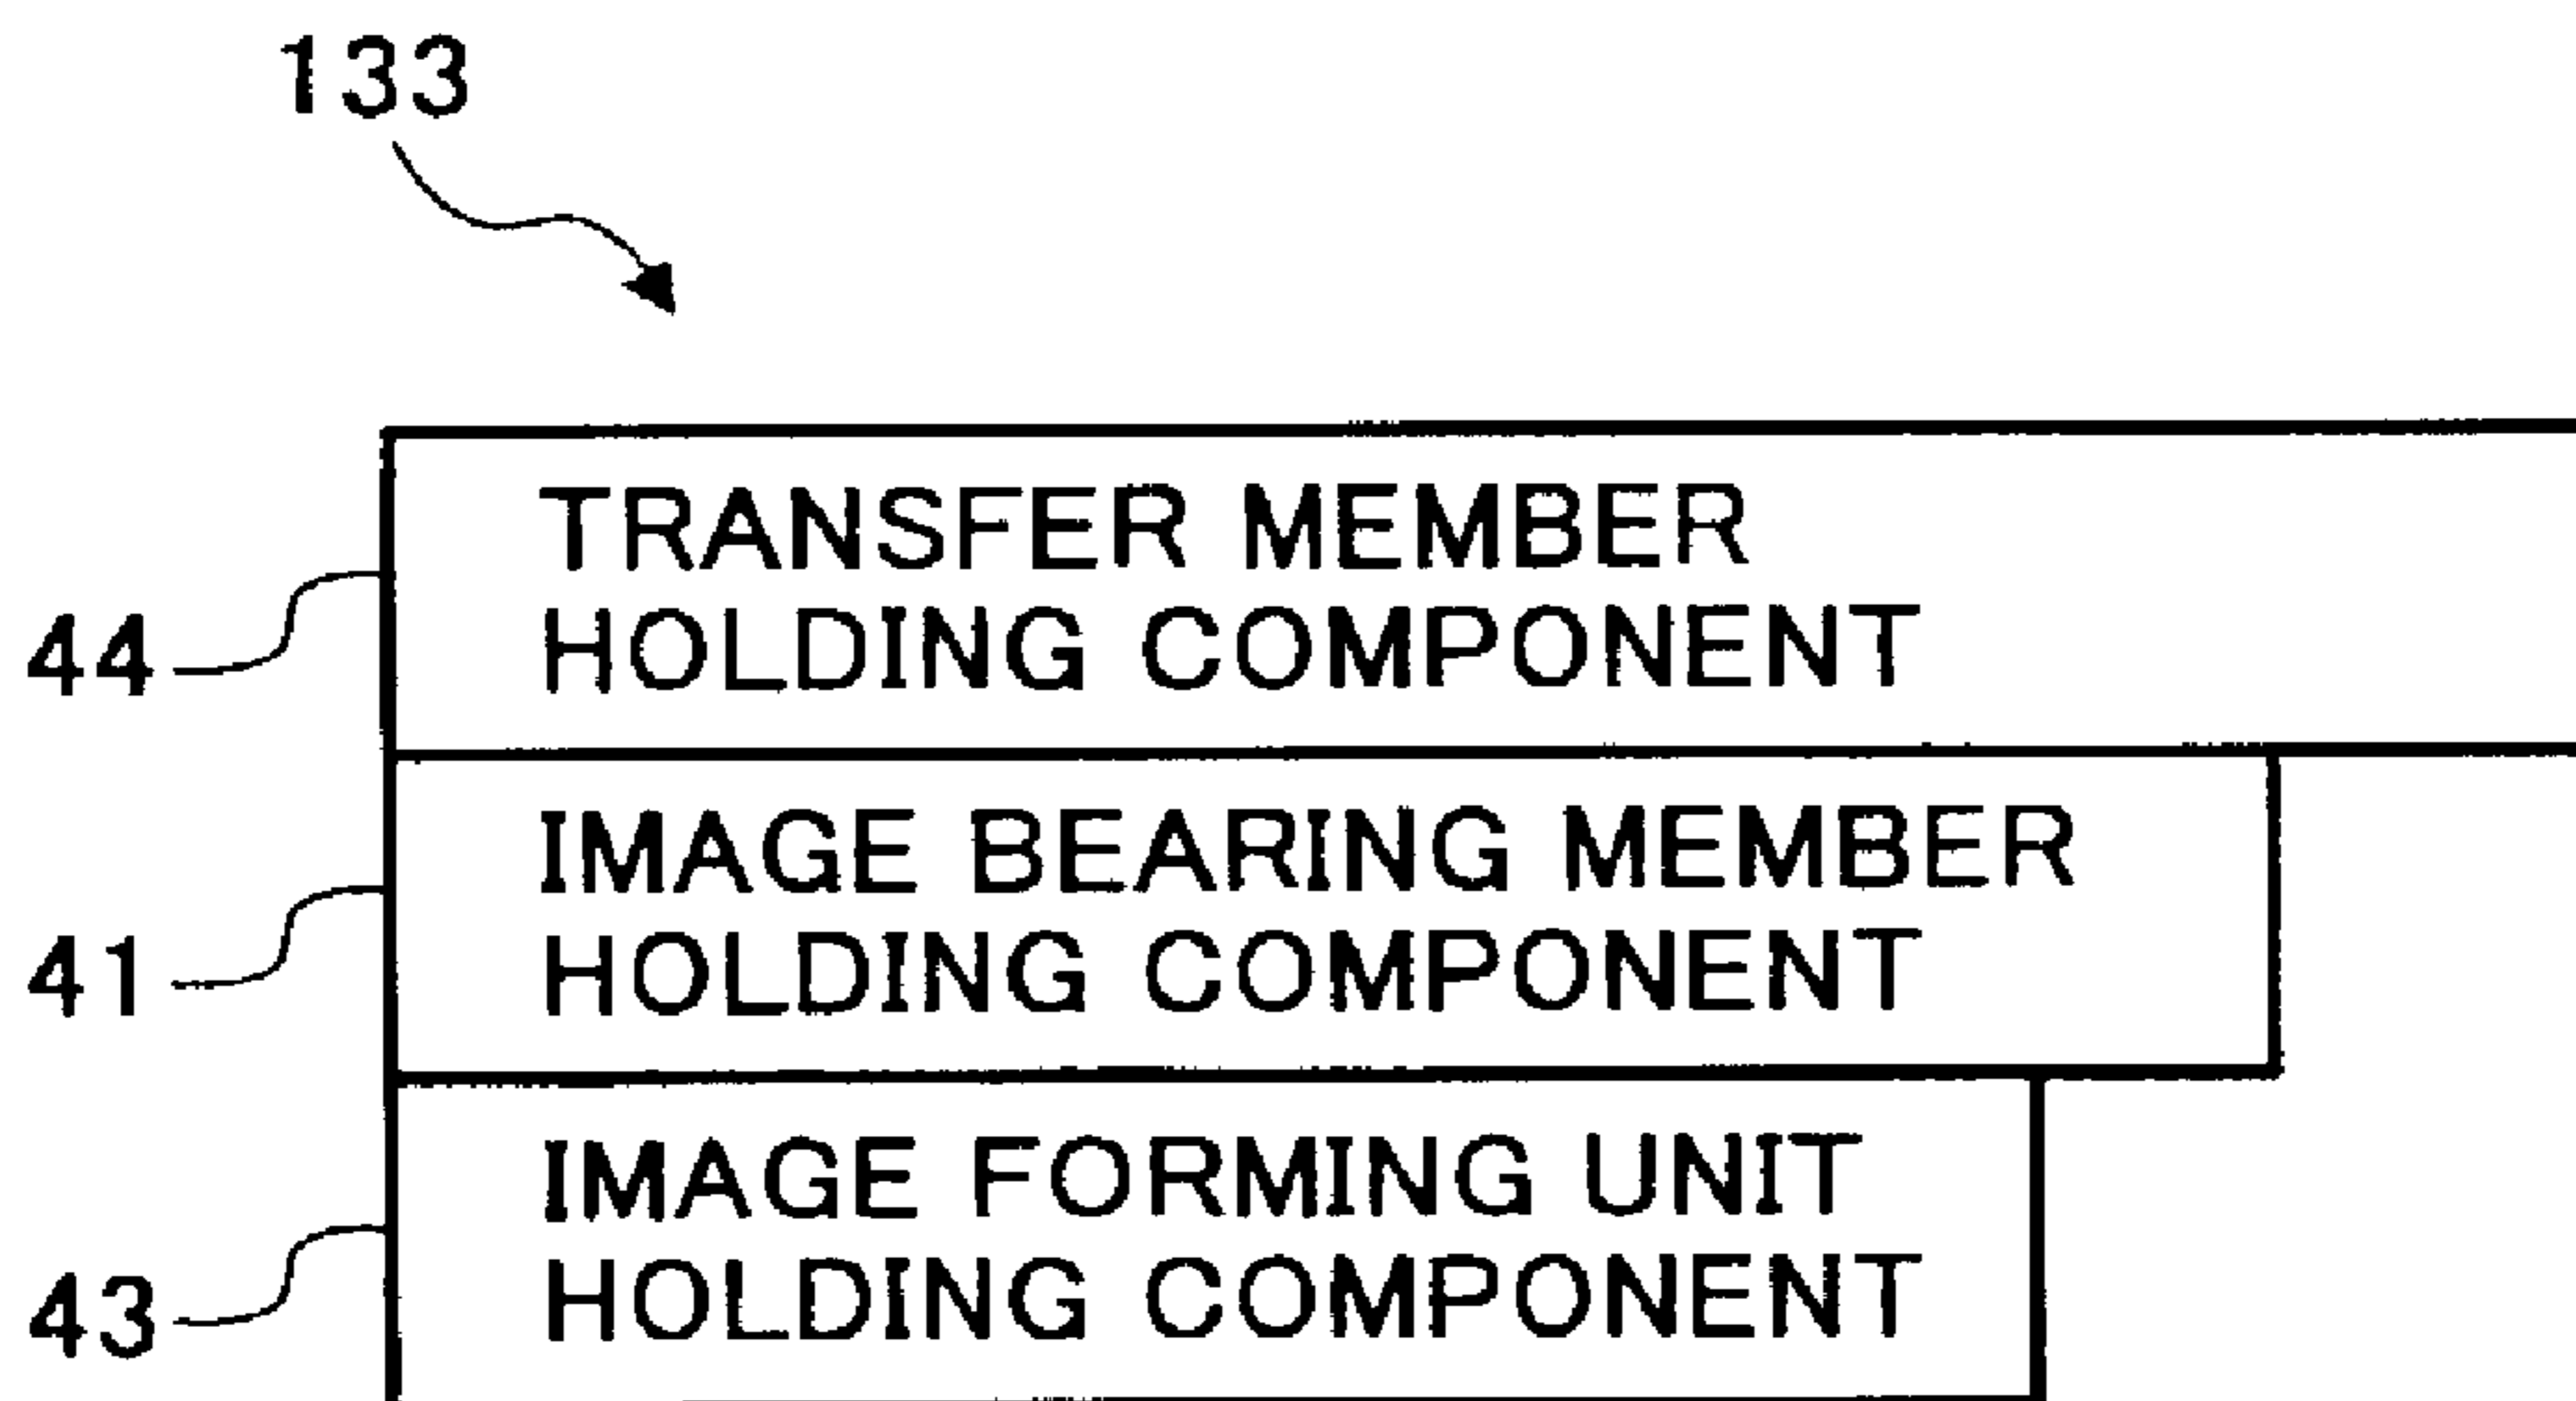 133
TRANSFER MEMBER
HOLDING COMPONENT
44
IMAGE BEARING MEMBER
HOLDING COMPONENT
41
IMAGE FORMING UNIT
HOLDING COMPONENT
43